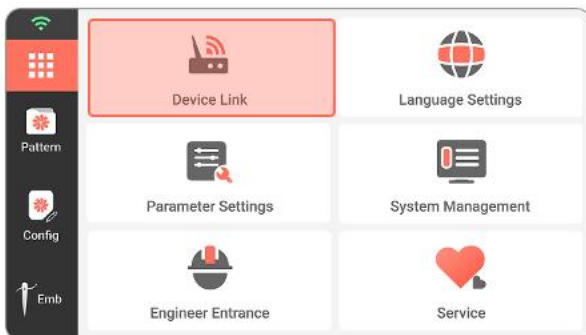 Pattern
Config
Emb
Device Link
Language Settings
Parameter Settings
System Management
Engineer Entrance
Service